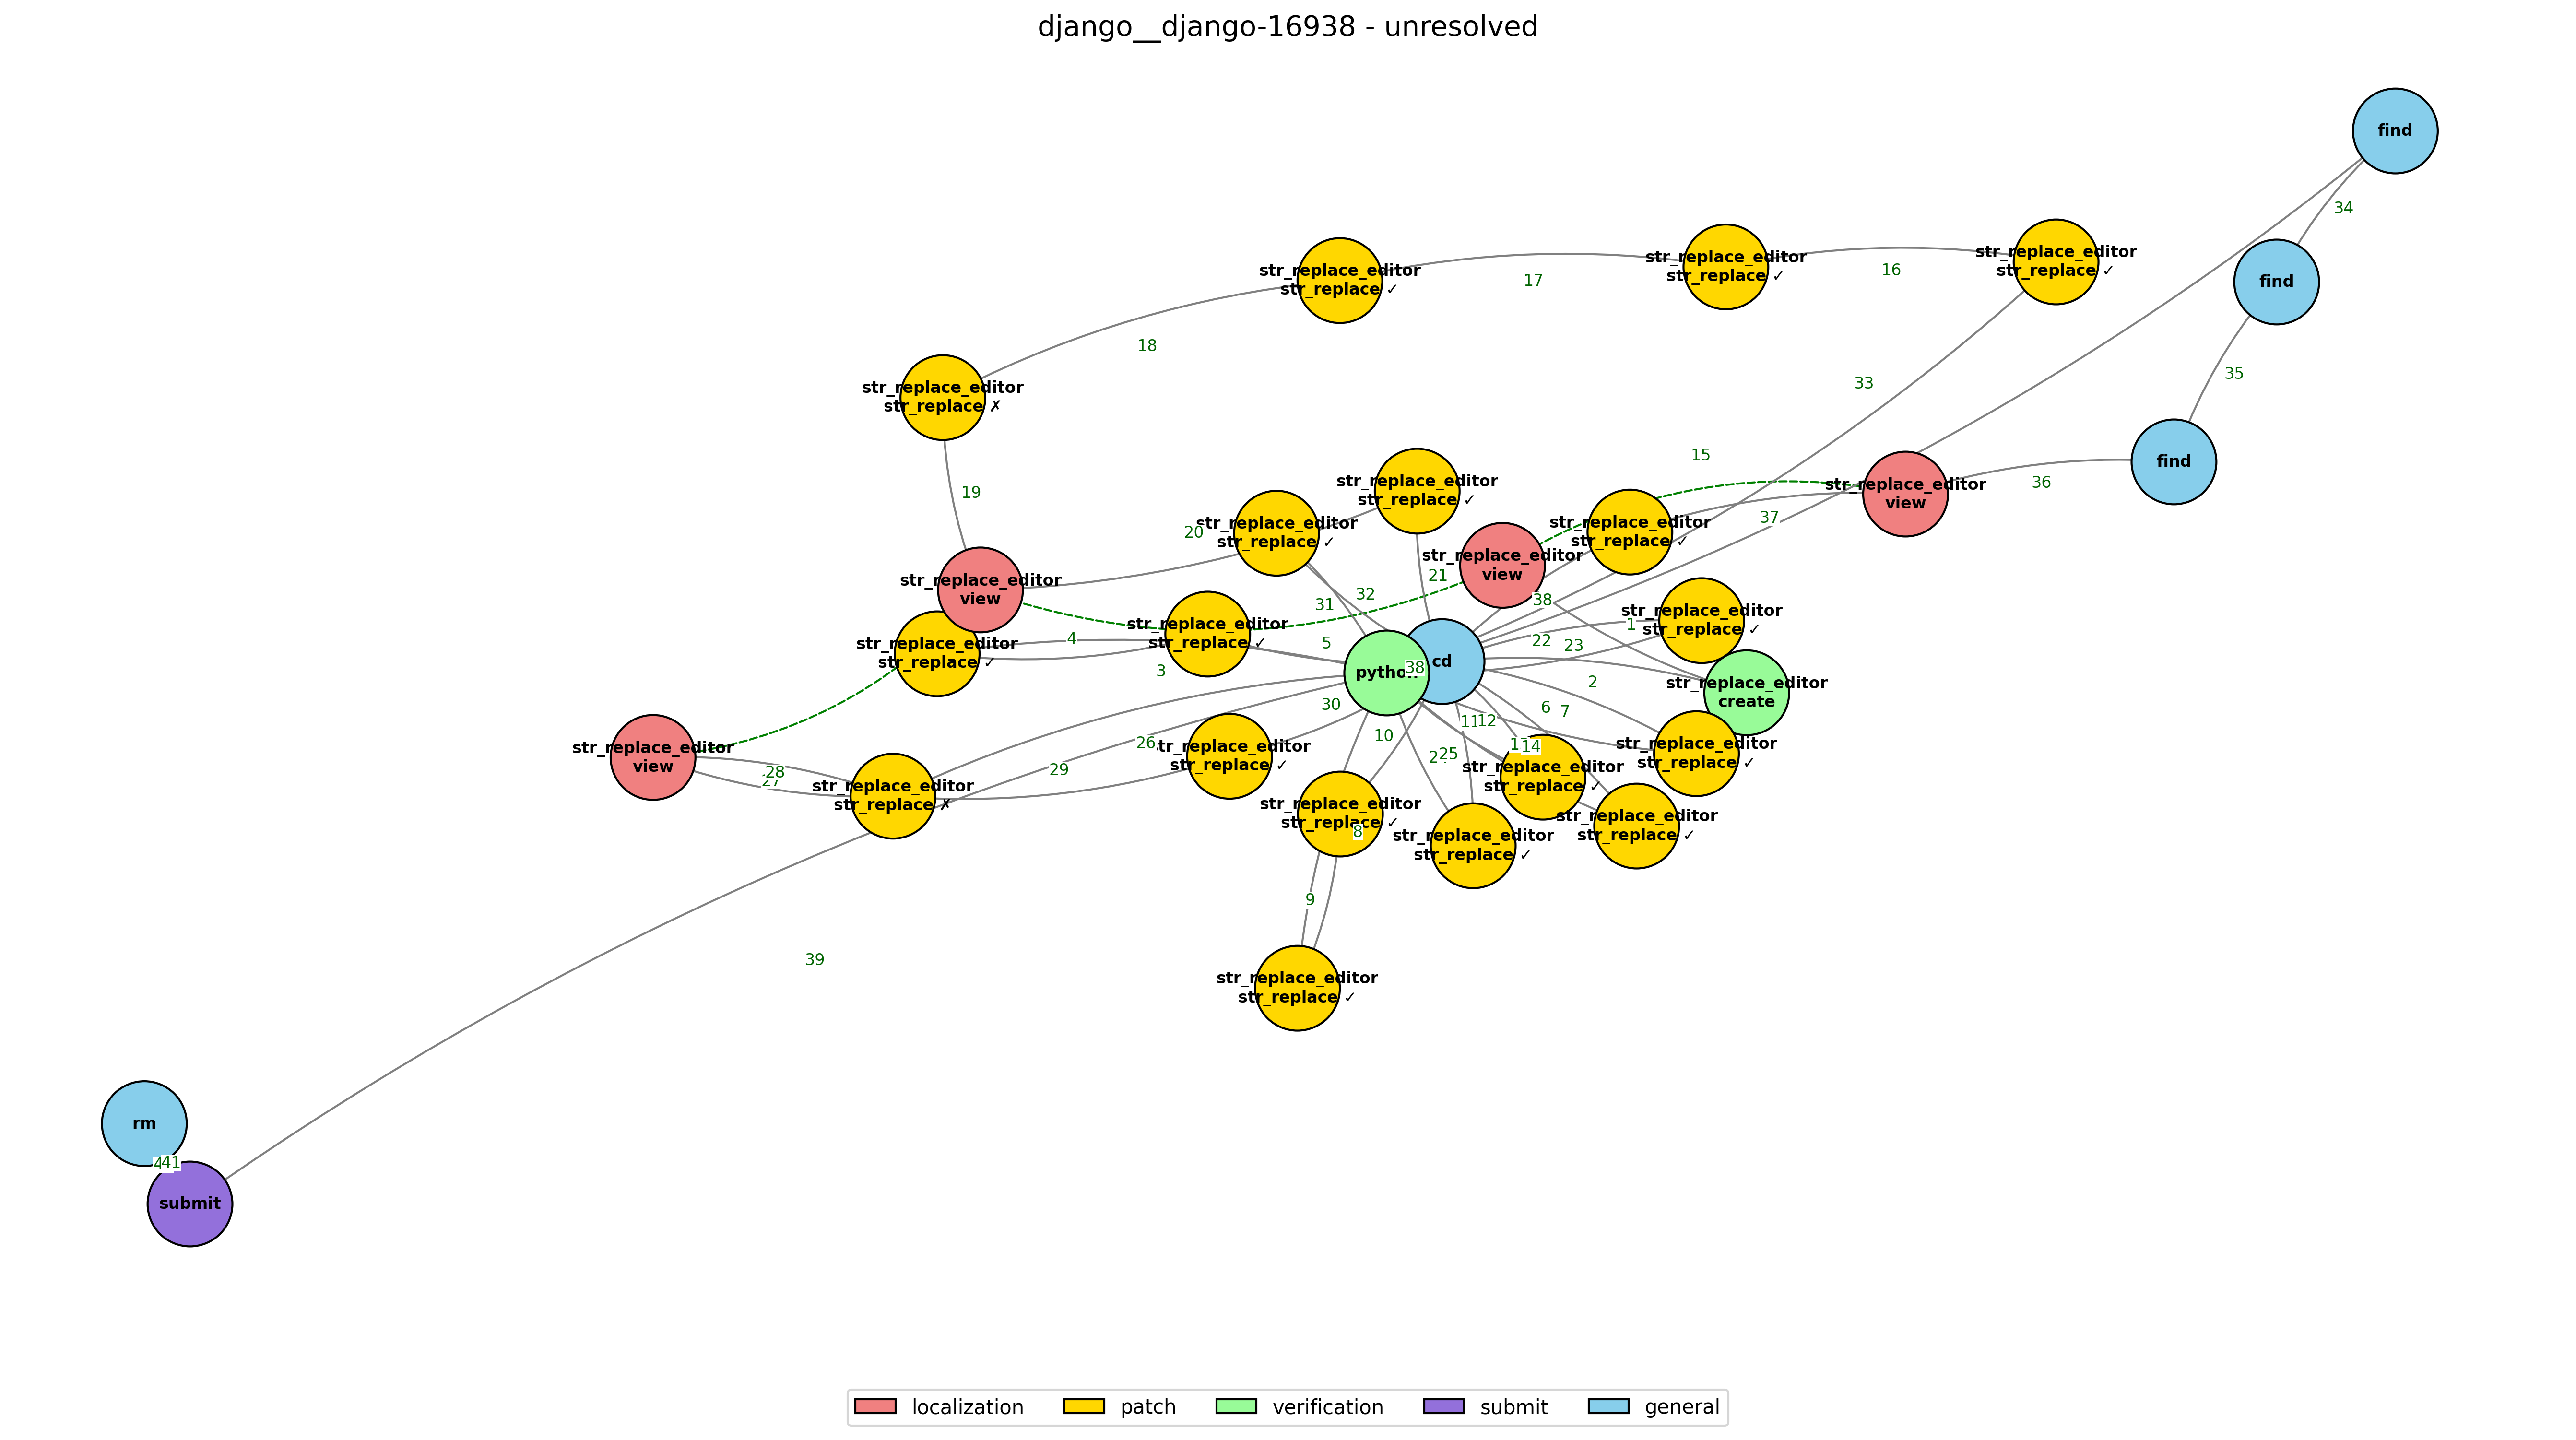 django__django-16938 - unresolved
find
34
find
str_replace_editor
str_replace ✓
16
str_replace_editor
str_replace ✓
17
str_replace_editor
str_replace ✓
18
35
33
str_replace_editor
str_replace ✗
15
find
36
19
str_replace_editor
str_replace ✓
str_replace_editor
view
37
20
str_replace_editor
str_replace ✓
str_replace_editor
str_replace ✓
str_replace_editor
view
21
str_replace_editor
view
32
31
38
str_replace_editor
str_replace ✓
1
str_replace_editor
str_replace ✓
4
5
22
23
str_replace_editor
str_replace ✓
3
python
38
cd
2
str_replace_editor
create
30
6
7
11
12
10
26
str_replace_editor
view
28
27
29
str_replace ✓
25
14
str_replace_editor
str_replace ✓
str_replace_editor
str_replace ✓
str_replace_editor
str_replace ✗
str_replace_editor
str_replace ✓
8
str_replace_editor
str_replace ✓
str_replace_editor
str_replace ✓
9
39
str_replace_editor
str_replace ✓
rm
41
submit
localization
patch
verification
submit
general